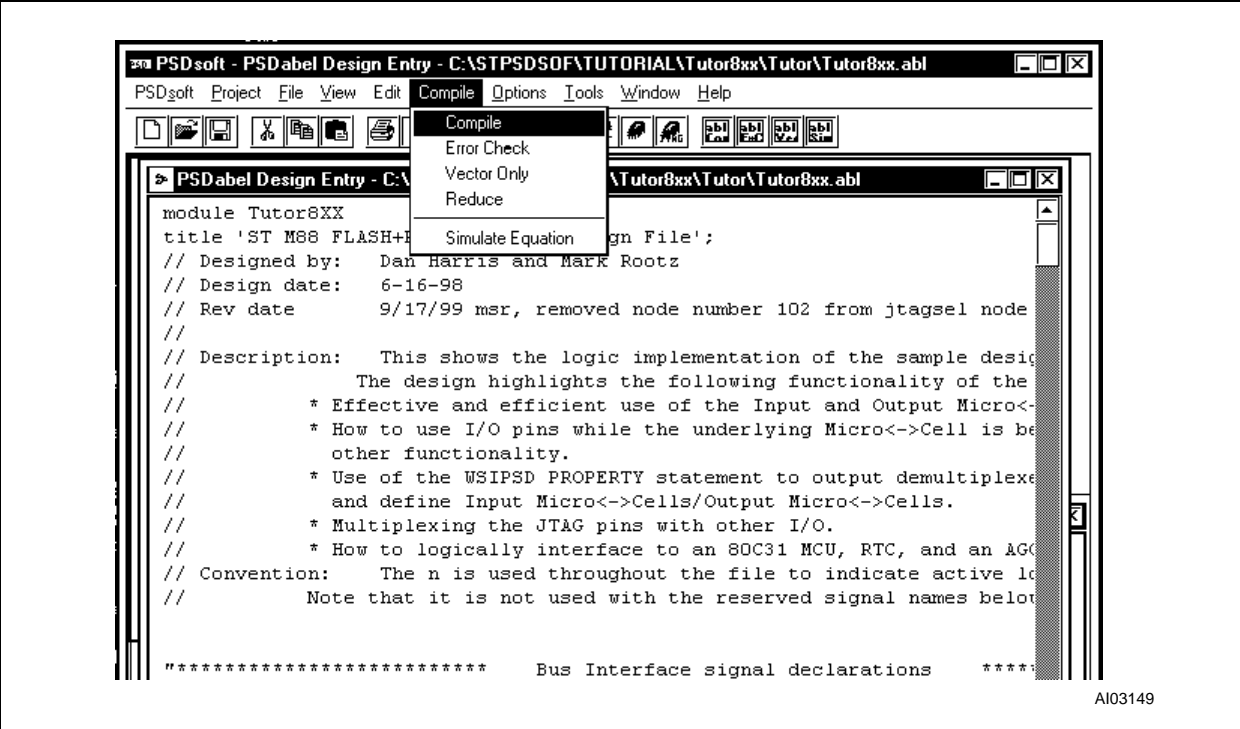 PSDsoft - PSDabel Design Entry - C:\STPSDSOF\TUTORIAL\Tutor8xx\Tutor\Tutor8xx.abl
PSDsoft Project File View Edit Compile Options Tools Window Help
Compile
Error Check
Vector Only
Reduce
Simulate Equation
PSDabel Design Entry - C:\ \Tutor8xx\Tutor\Tutor8xx.abl
module Tutor8XX
title 'ST M88 FLASH+ gn File';
// Designed by: Dan Harris and Mark Rootz
// Design date: 6-16-98
// Rev date 9/17/99 msr, removed node number 102 from jtagsel node
//
// Description: This shows the logic implementation of the sample desig
// The design highlights the following functionality of the
// * Effective and efficient use of the Input and Output Micro<-
// * How to use I/O pins while the underlying Micro<->Cell is be
// other functionality.
// * Use of the WSIPSD PROPERTY statement to output demultiplexe
// and define Input Micro<->Cells/Output Micro<->Cells.
// * Multiplexing the JTAG pins with other I/O.
// * How to logically interface to an 80C31 MCU, RTC, and an
// Convention: The n is used throughout the file to indicate active lo
// Note that it is not used with the reserved signal names below
"************************** Bus Interface signal declarations ****
AI03149